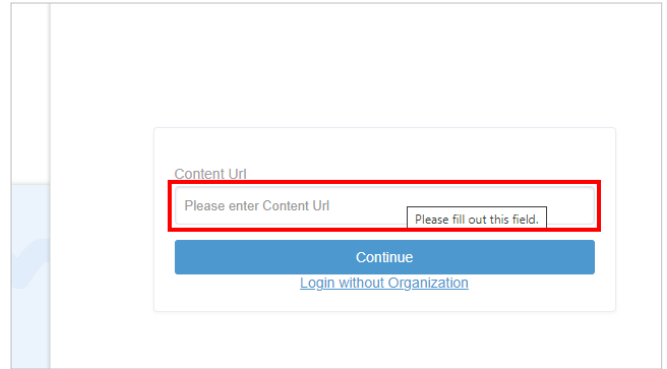 Content Url
Please enter Content Url
Please fill out this field.
Continue
Login without Organization